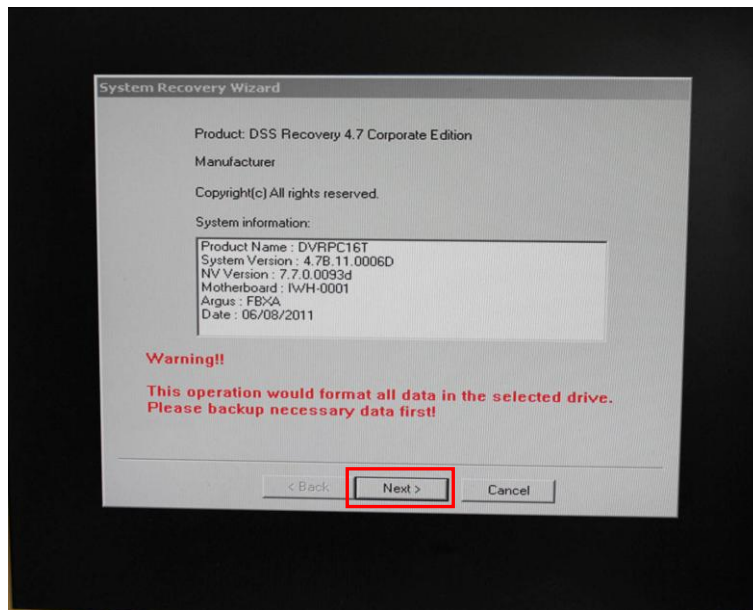 System Recovery Wizard
Product: DSS Recovery 4.7 Corporate Edition
Manufacturer
Copyright(c) All rights reserved.
System information:
Product Name : DVRPC16T
System Version : 4.7B.11.0006D
NV Version : 7.7.0.0093d
Motherboard : IWH-0001
Argus : FBXA
Date : 06/08/2011
Warning!!
This operation would format all data in the selected drive.
Please backup necessary data first!
< Back Next > Cancel